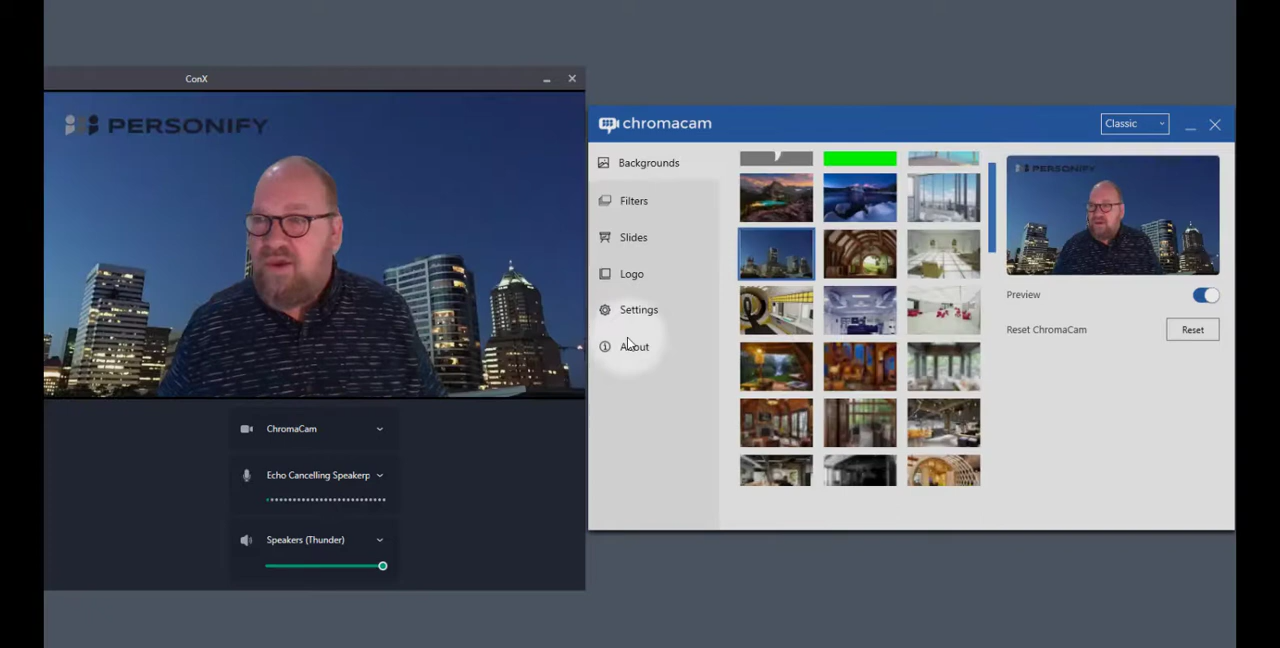 ConX
PERSONIFY
ChromaCam
Echo Cancelling Speakerp
Speakers (Thunder)
chromacam
Classic
Backgrounds
Filters
Slides
Logo
Settings
About
PERSONIFY
Preview
Reset ChromaCam
Reset